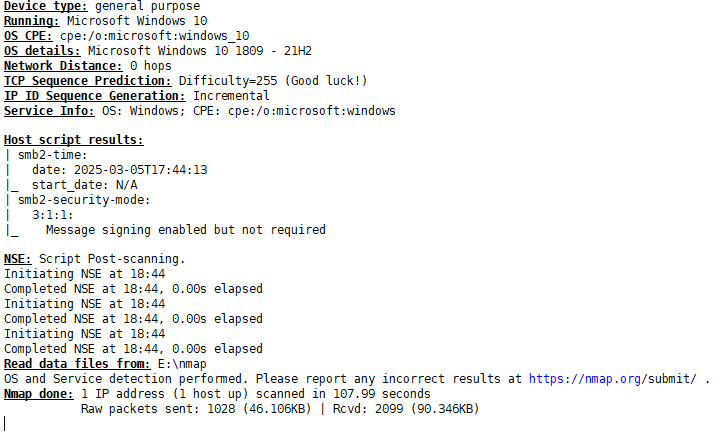 Device type: general purpose
Running: Microsoft Windows 10
OS CPE: cpe:/o:microsoft:windows_10
OS details: Microsoft Windows 10 1809 - 21H2
Network Distance: 0 hops
TCP Sequence Prediction: Difficulty=255 (Good luck!)
IP ID Sequence Generation: Incremental
Service Info: OS: Windows; CPE: cpe:/o:microsoft:windows

Host script results:
| smb2-time:
|   date: 2025-03-05T17:44:13
|_  start_date: N/A
| smb2-security-mode:
|   3:1:1:
|_    Message signing enabled but not required

NSE: Script Post-scanning.
Initiating NSE at 18:44
Completed NSE at 18:44, 0.00s elapsed
Initiating NSE at 18:44
Completed NSE at 18:44, 0.00s elapsed
Initiating NSE at 18:44
Completed NSE at 18:44, 0.00s elapsed
Read data files from: E:\nmap
OS and Service detection performed. Please report any incorrect results at https://nmap.org/submit/ .
Nmap done: 1 IP address (1 host up) scanned in 107.99 seconds
           Raw packets sent: 1028 (46.106KB) | Rcvd: 2099 (90.346KB)